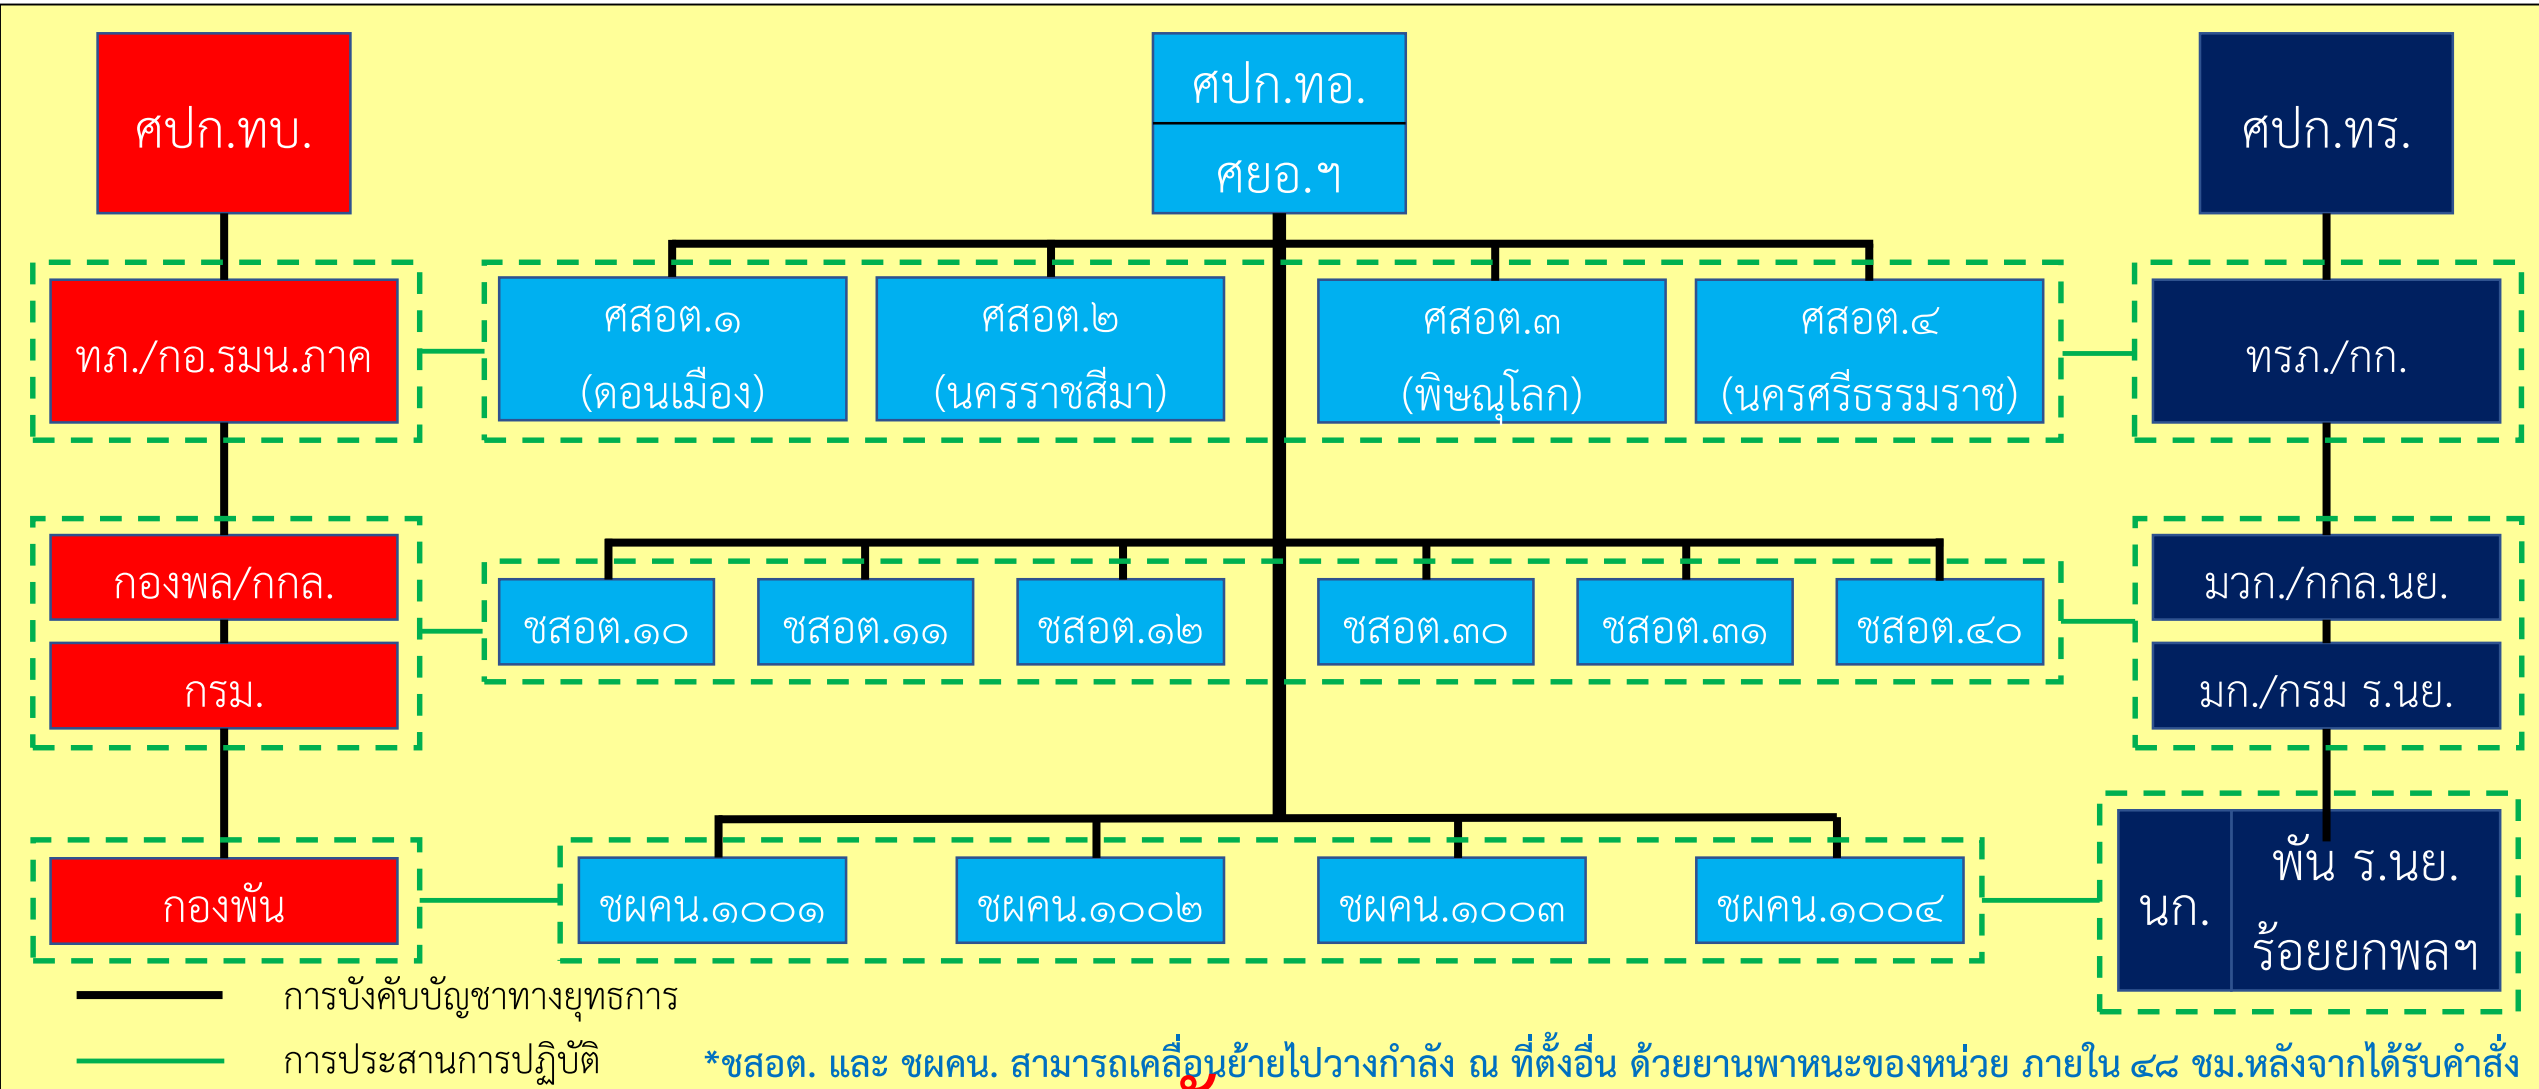 ศปก.ทบ.
ศปก.ทอ.
ศยอ.ฯ
ศปก.ทร.
ทภ./กอ.รมน.ภาค
ศสอต.๑
(ดอนเมือง)
ศสอต.๒
(นครราชสีมา)
ศสอต.๓
(พิษณุโลก)
ศสอต.๔
(นครศรีธรรมราช)
ทรภ./กก.
กองพล/กกล.
กรม.
ชสอต.๑๐
ชสอต.๑๑
ชสอต.๑๒
ชสอต.๓๐
ชสอต.๓๑
ชสอต.๔๐
มวก./กกล.นย.
มก./กรม ร.นย.
กองพัน
ชผคน.๑๐๐๑
ชผคน.๑๐๐๒
ชผคน.๑๐๐๓
ชผคน.๑๐๐๔
นก.
พัน ร.นย.
ร้อยยกพลฯ
การบังคับบัญชาทางยุทธการ
การประสานการปฏิบัติ
*ชสอต. และ ชผคน. สามารถเคลื่อนย้ายไปวางกำลัง ณ ที่ตั้งอื่น ด้วยยานพาหนะของหน่วย ภายใน ๔๘ ชม.หลังจากได้รับคำสั่ง